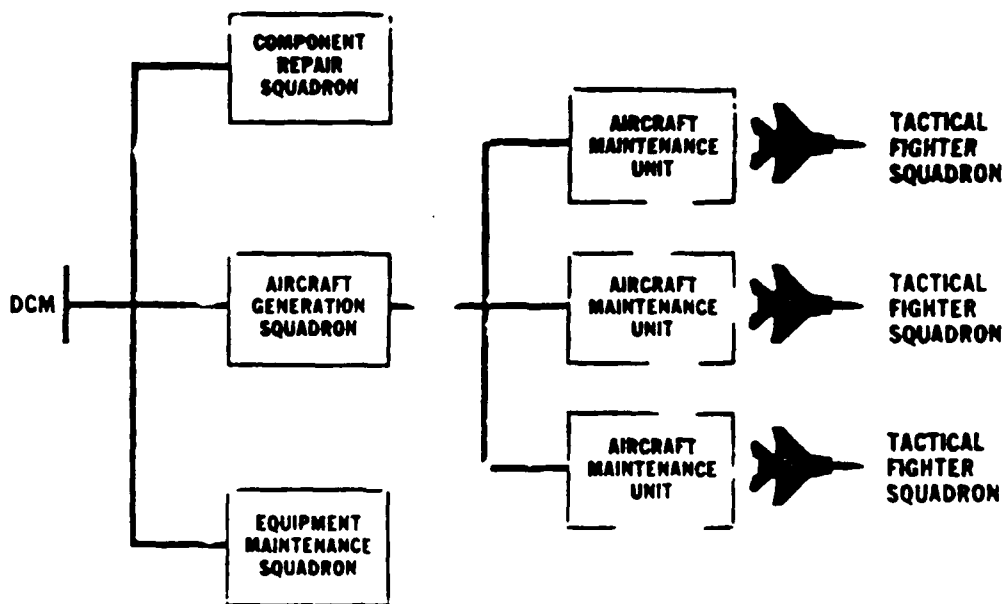 COMPONENT
REPAIR
SQUADRON
AIRCRAFT
MAINTENANCE
UNIT
TACTICAL
FIGHTER
SQUADRON
DCM
AIRCRAFT
GENERATION
SQUADRON
AIRCRAFT
MAINTENANCE
UNIT
TACTICAL
FIGHTER
SQUADRON
AIRCRAFT
MAINTENANCE
UNIT
TACTICAL
FIGHTER
SQUADRON
EQUIPMENT
MAINTENANCE
SQUADRON